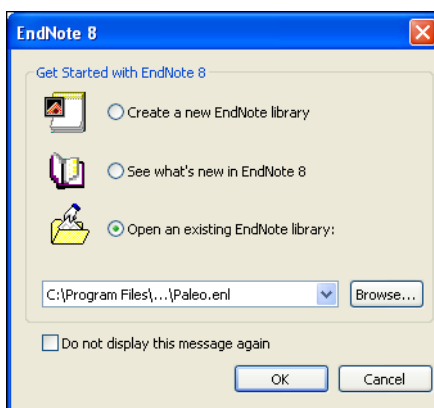 EndNote 8
Get Started with EndNote 8
Create a new EndNote library
See what's new in EndNote 8
Open an existing EndNote library:
C:\Program Files\...\Paleo.enl Browse...
Do not display this message again
OK Cancel